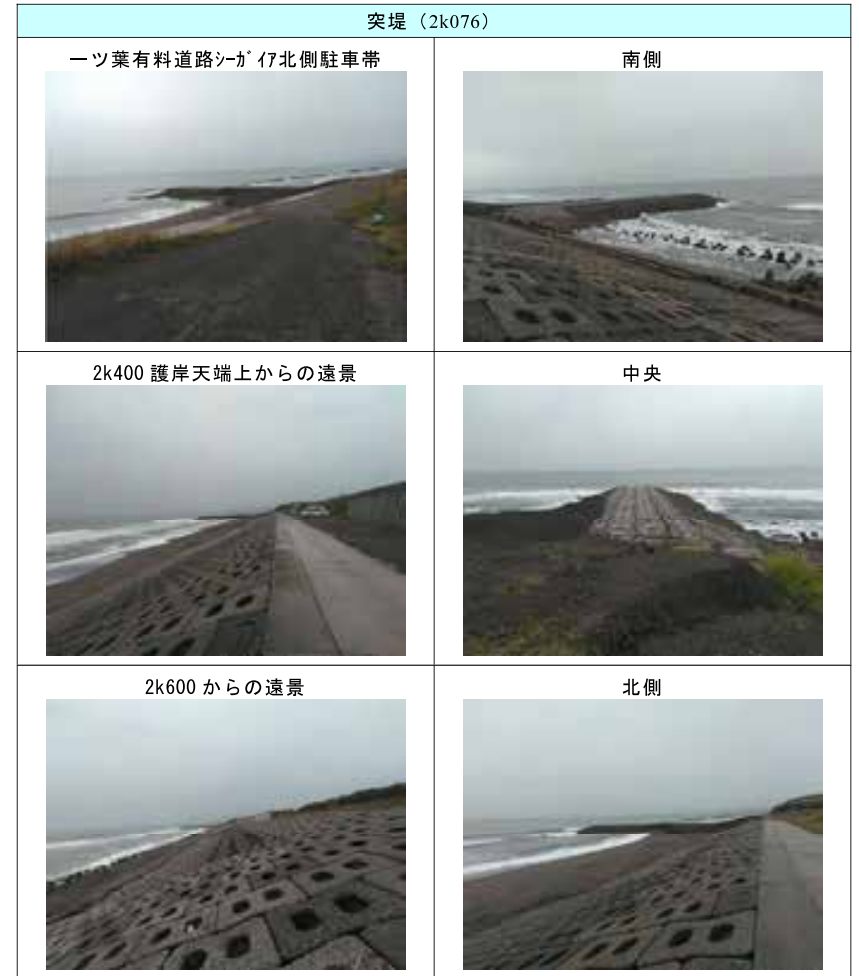 突堤（2k076）
一ツ葉有料道路ｼｰｶﾞｲｱ北側駐車帯
南側
2k400 護岸天端上からの遠景
中央
2k600 からの遠景
北側